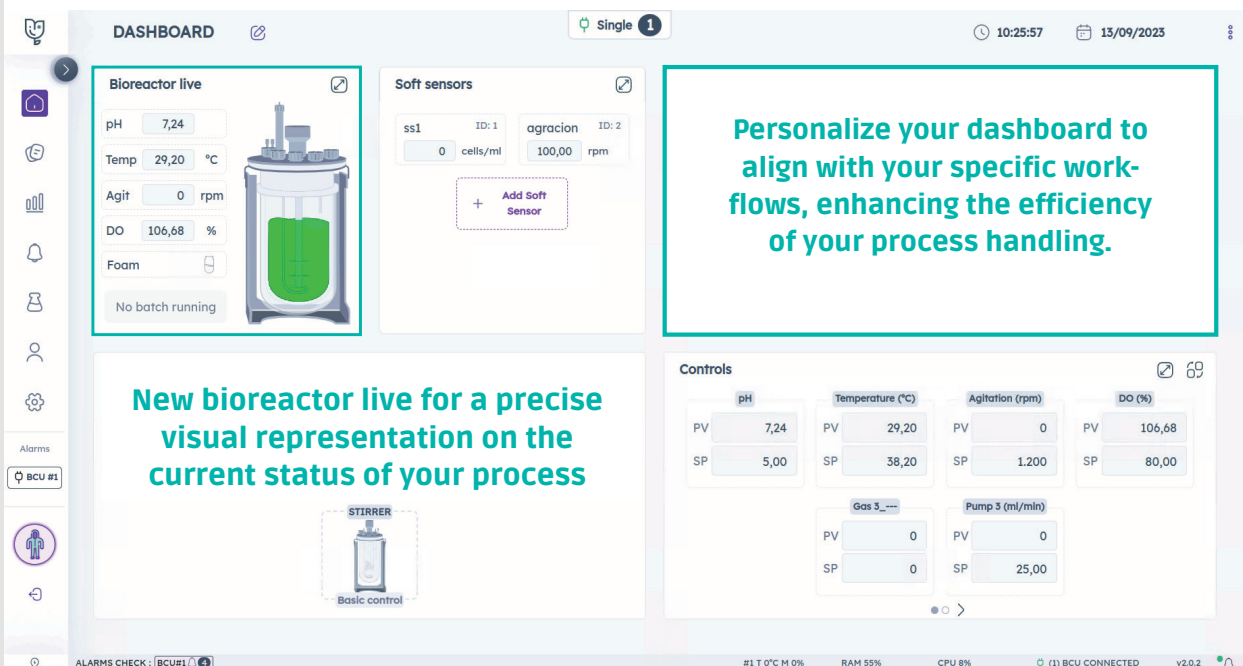 DASHBOARD
Single 1
10:25:57
13/09/2023
Bioreactor live
pH 7,24
Temp 29,20 °C
Agit 0 rpm
DO 106,68 %
Foam
No batch running
Soft sensors
ss1 ID: 1
0 cells/ml
agracion ID: 2
100,00 rpm
+ Add Soft
Sensor
Personalize your dashboard to
align with your specific work-
flows, enhancing the efficiency
of your process handling.
New bioreactor live for a precise
visual representation on the
current status of your process
STIRRER
Basic control
Controls
pH
PV 7,24
SP 5,00
Temperature (°C)
PV 29,20
SP 38,20
Agitation (rpm)
PV 0
SP 1.200
DO (%)
PV 106,68
SP 80,00
Gas 3_---
PV 0
SP 0
Pump 3 (ml/min)
PV 0
SP 25,00
Alarms
BCU #1
ALARMS CHECK : BCU#1 4
#1 T 0°C M 0%
RAM 55%
CPU 8%
(1) BCU CONNECTED
v2.0.2